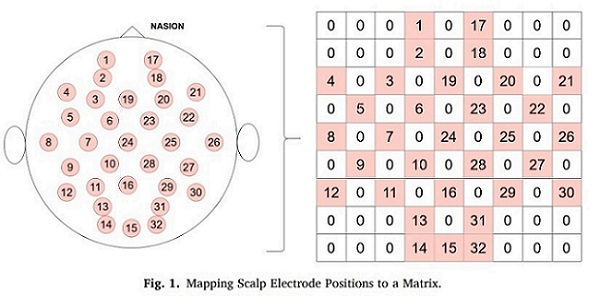 NASION
1 17
2 18
4 3 19 20 21
5 6 23 22
8 7 24 25 26
9 10 28 27
12 11 16 29 30
13 31
14 15 32
0 0 0 1 0 17 0 0 0
0 0 0 2 0 18 0 0 0
4 0 3 0 19 0 20 0 21
0 5 0 6 0 23 0 22 0
8 0 7 0 24 0 25 0 26
0 9 0 10 0 28 0 27 0
12 0 11 0 16 0 29 0 30
0 0 0 13 0 31 0 0 0
0 0 0 14 15 32 0 0 0
Fig. 1. Mapping Scalp Electrode Positions to a Matrix.